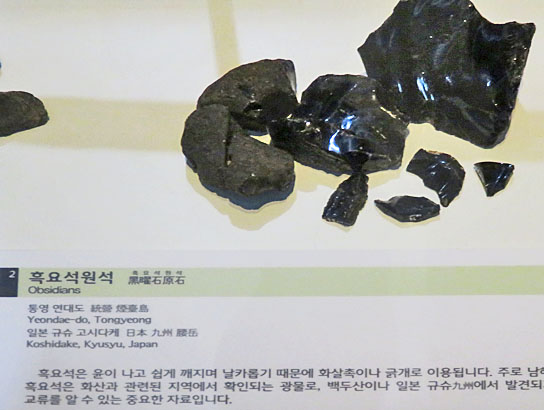 2 흑요석원석 흑요석원석
黑曜石原石
Obsidians
통영 연대도 統營 煙臺島
Yeondae-do, Tongyeong
일본 규슈 고시다케 日本 九州 腰岳
Koshidake, Kyusyu, Japan
흑요석은 윤이 나고 쉽게 깨지며 날카롭기 때문에 화살촉이나 긁개로 이용됩니다. 주로 남해
흑요석은 화산과 관련된 지역에서 확인되는 광물로, 백두산이나 일본 규슈九州에서 발견되
교류를 알 수 있는 중요한 자료입니다.